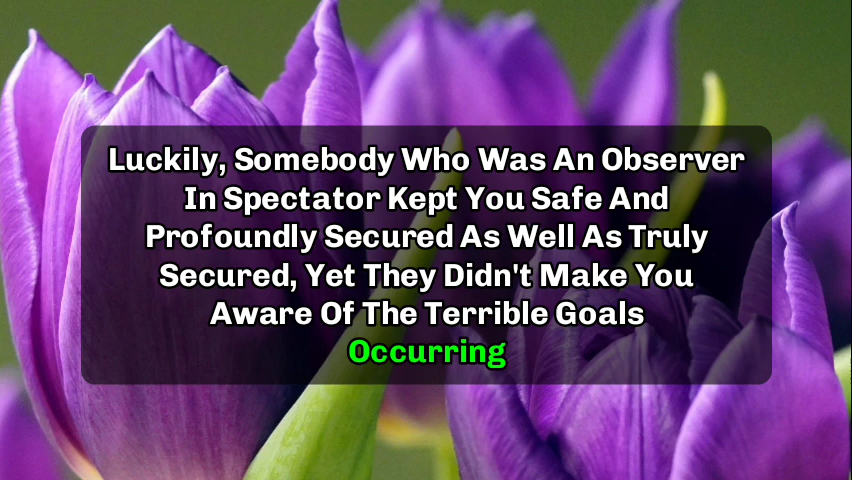 Luckily, Somebody Who Was An Observer
In Spectator Kept You Safe And
Profoundly Secured As Well As Truly
Secured, Yet They Didn't Make You
Aware Of The Terrible Goals
Occurring